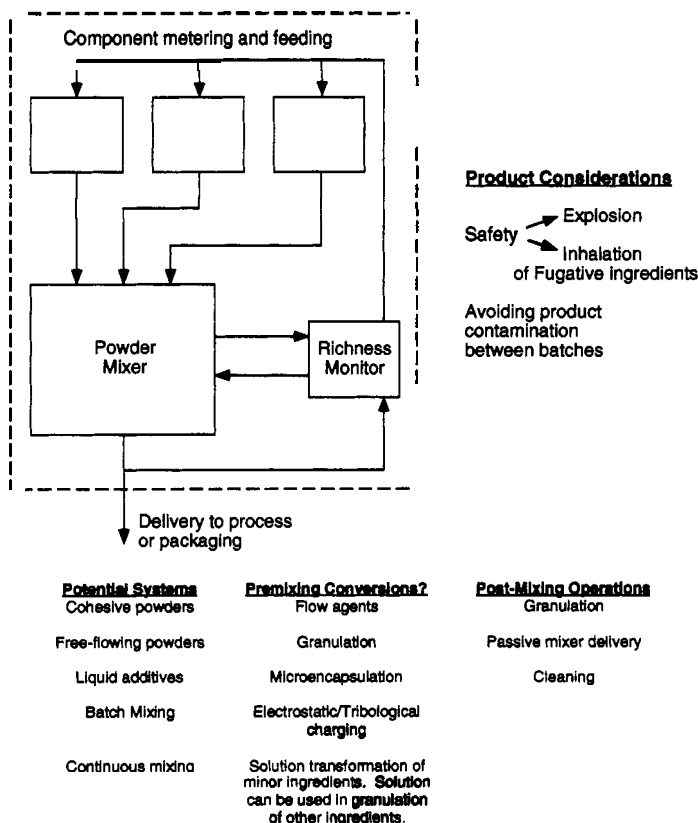 Component metering and feeding
Product Considerations
Safety
Explosion
Inhalation
of Fugative ingredients
Avoiding product
contamination
between batches
Powder
Mixer
Richness
Monitor
Delivery to process
or packaging
Potential Systems
Cohesive powders
Free-flowing powders
Liquid additives
Batch Mixing
Continuous mixing
Premixing Conversions?
Flow agents
Granulation
Microencapsulation
Electrostatic/Tribological
charging
Solution transformation of
minor ingredients. Solution
can be used in granulation
of other ingredients.
Post-Mixing Operations
Granulation
Passive mixer delivery
Cleaning